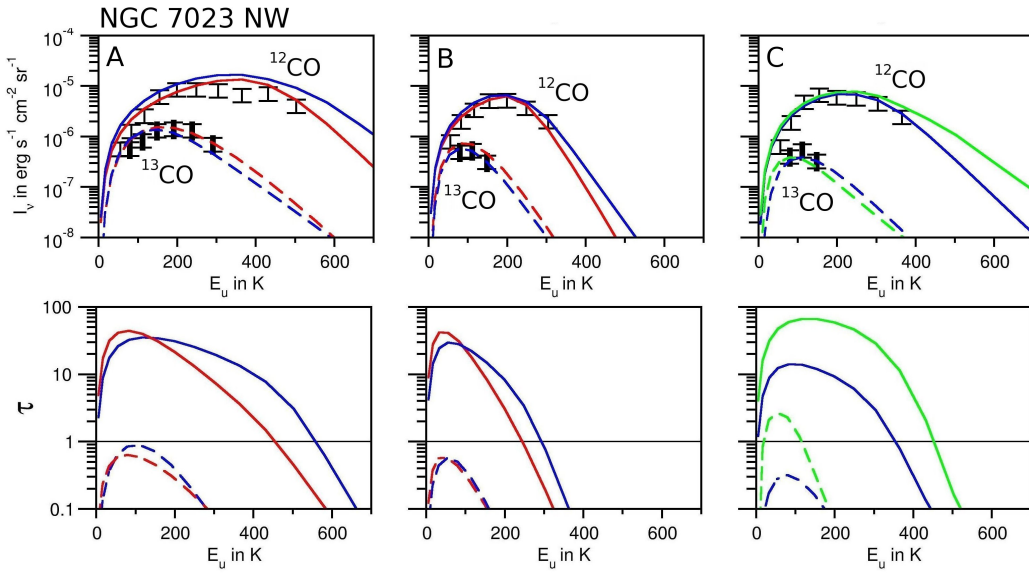 NGC 7023 NW
10⁻⁴
10⁻⁵
10⁻⁶
10⁻⁷
10⁻⁸
I_ν in erg s⁻¹ cm⁻² sr⁻¹
A
¹²CO
¹³CO
0 200 400 600
E_u in K
B
¹²CO
¹³CO
0 200 400 600
E_u in K
C
¹²CO
¹³CO
0 200 400 600
E_u in K
100
10
1
0.1
τ
0 200 400 600
E_u in K
0 200 400 600
E_u in K
0 200 400 600
E_u in K